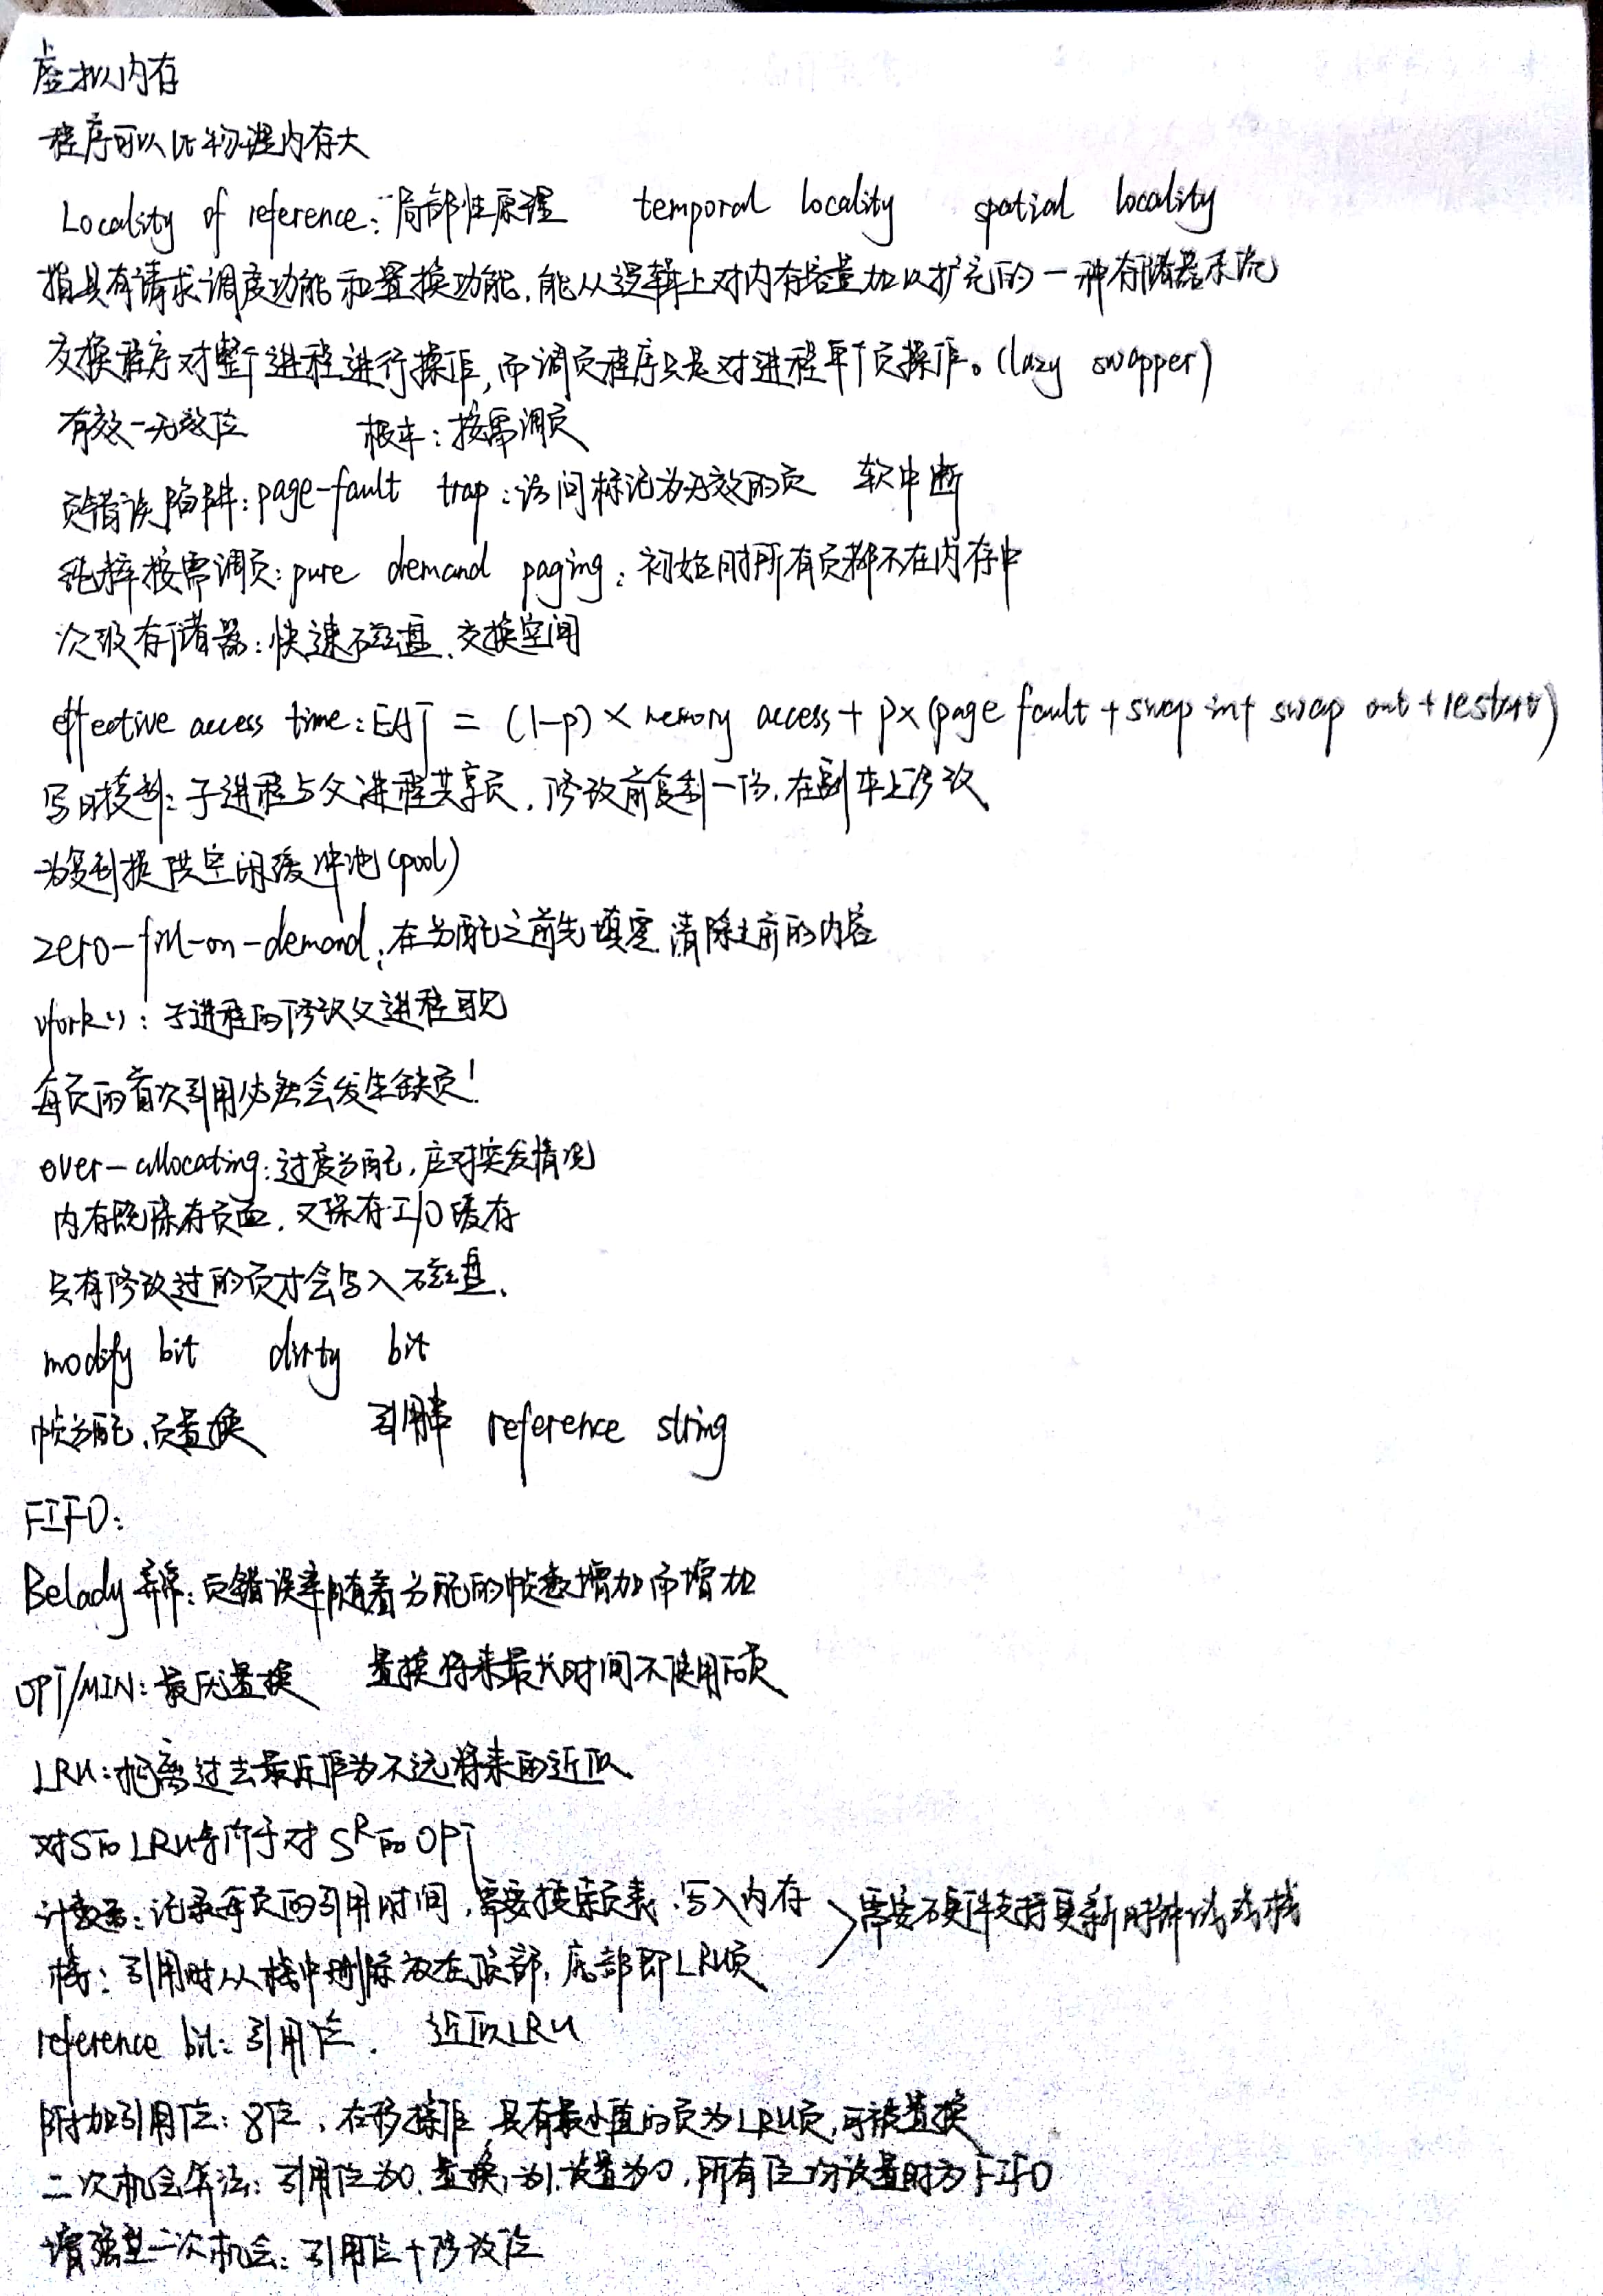 虚拟内存
程序可以比物理内存大
Locality of reference: 局部性原理 temporal locality spatial locality
指具有请求调度功能和置换功能,能从逻辑上对内存容量加以扩充的一种存储器系统
交换程序对整个进程进行操作,而调页程序只是对进程单个页操作。(lazy swapper)
有效-无效位 根本:按需调页
页错误陷阱:page-fault trap:访问标记为无效的页 软中断
纯粹按需调页:pure demand paging:初始时所有页都不在内存中
次级存储器:快速磁盘、交换空间
effective access time:EAT = (1-p) × memory access + p×(page fault + swap in + swap out + restart)
写时复制:子进程与父进程共享页,修改前复制一份,在副本上修改
为复制提供空闲缓冲池(pool)
zero-fill-on-demand:在分配之前先填零 清除之前的内容
vfork():子进程的修改父进程可见
每页的首次引用必然会发生缺页!
over-allocating:过度分配,应对突发情况
内存既保存页面,又保存I/O缓存
只有修改过的页才会写入磁盘、
modify bit dirty bit
帧分配、页置换 引用串 reference string
FIFO:
Belady异常:页错误率随着分配的帧数增加而增加
OPT/MIN:最优置换 置换将来最长时间不使用的页
LRU:把离过去最近作为不远将来的近似
对S的LRU等价于对S^R的OPT
计数器:记录每页的引用时间,需要搜索页表、写入内存 需要硬件支持更新时钟域或栈
栈:引用时从栈中删除放在顶部,底部即LRU页
reference bit:引用位. 近似LRU
附加引用位:8位,右移操作 具有最小值的页为LRU页,可被置换
二次机会算法:引用位为0,置换,为1,设置为0,所有位均设置时为FIFO
增强型二次机会:引用位+修改位